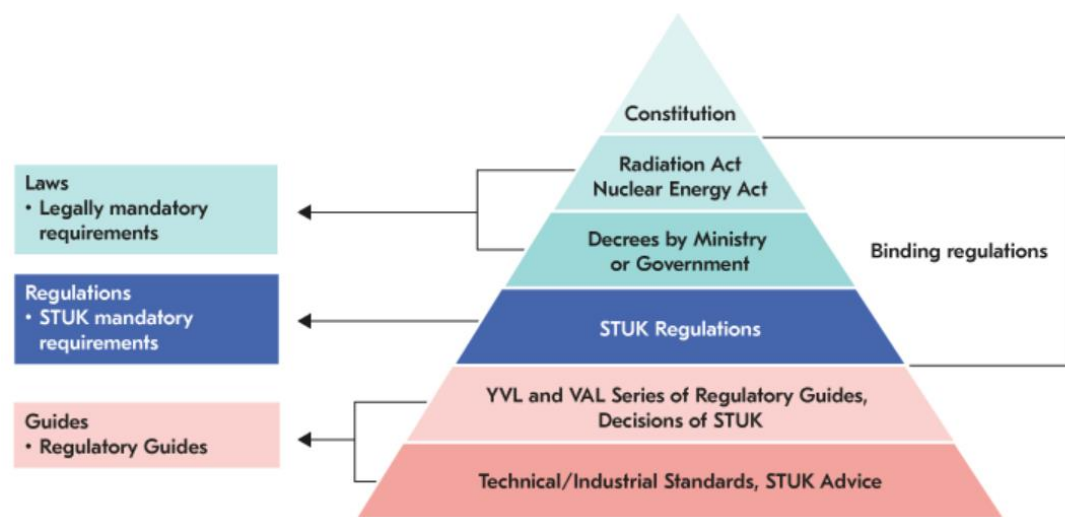 Constitution
Radiation Act
Nuclear Energy Act
Decrees by Ministry
or Government
STUK Regulations
YVL and VAL Series of Regulatory Guides,
Decisions of STUK
Technical/Industrial Standards, STUK Advice
Laws
• Legally mandatory
requirements
Regulations
• STUK mandatory
requirements
Guides
• Regulatory Guides
Binding regulations